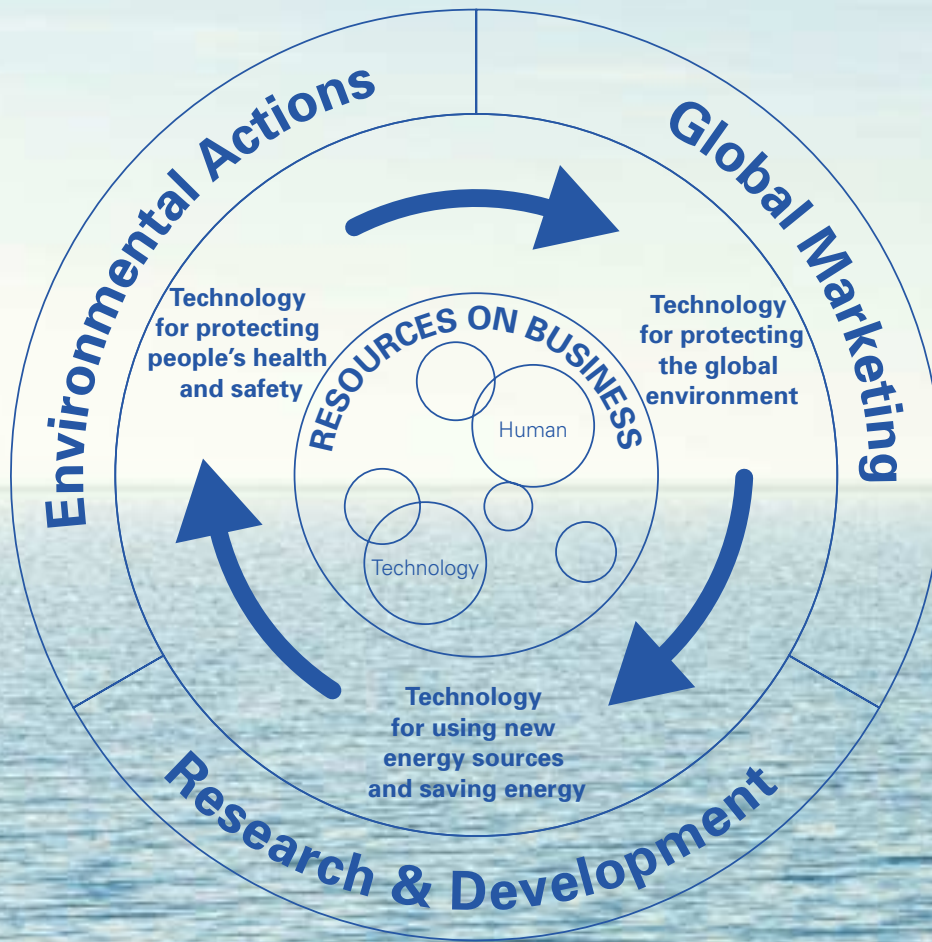 Environmental Actions
Global Marketing
Technology
for protecting
people’s health
and safety
Technology
for protecting
the global
environment
RESOURCES ON BUSINESS
Human
Technology
Technology
for using new
energy sources
and saving energy
Research & Development